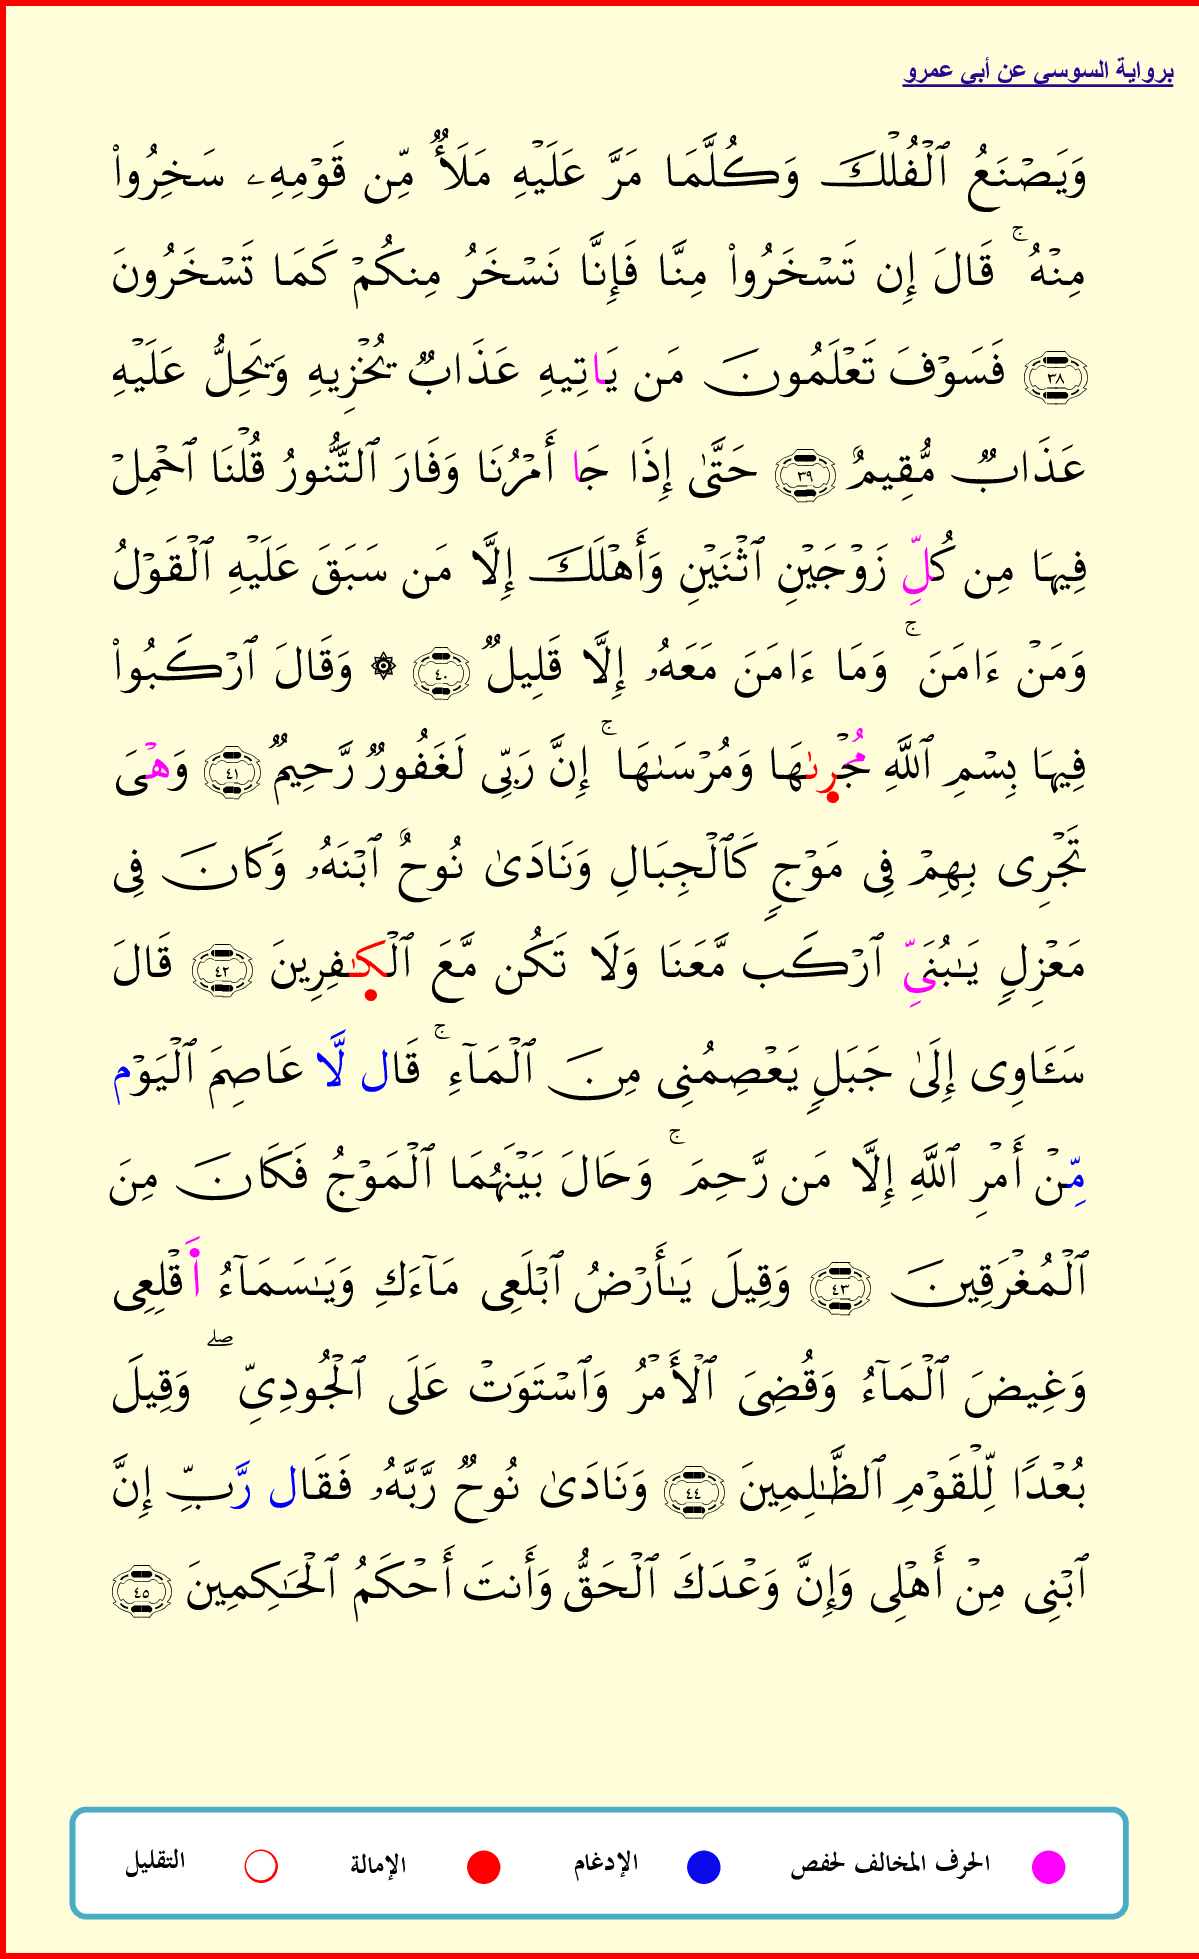 برواية السوسي عن أبي عمرو
وَيَصْنَعُ ٱلْفُلْكَ وَكُلَّمَا مَرَّ عَلَيْهِ مَلَأٌ مِّن قَوْمِهِۦ سَخِرُوا۟
مِنْهُ ۚ قَالَ إِن تَسْخَرُوا۟ مِنَّا فَإِنَّا نَسْخَرُ مِنكُمْ كَمَا تَسْخَرُونَ
٣٨ فَسَوْفَ تَعْلَمُونَ مَن يَاتِيهِ عَذَابٌ يُخْزِيهِ وَيَحِلُّ عَلَيْهِ
عَذَابٌ مُّقِيمٌ ٣٩ حَتَّىٰ إِذَا جَا أَمْرُنَا وَفَارَ ٱلتَّنُّورُ قُلْنَا ٱحْمِلْ
فِيهَا مِن كُلِّ زَوْجَيْنِ ٱثْنَيْنِ وَأَهْلَكَ إِلَّا مَن سَبَقَ عَلَيْهِ ٱلْقَوْلُ
وَمَنْ ءَامَنَ ۚ وَمَا ءَامَنَ مَعَهُۥ إِلَّا قَلِيلٌ ٤٠ ۞ وَقَالَ ٱرْكَبُوا۟
فِيهَا بِسْمِ ٱللَّهِ مُجْرِىٰهَا وَمُرْسَىٰهَا ۚ إِنَّ رَبِّى لَغَفُورٌ رَّحِيمٌ ٤١ وَهْىَ
تَجْرِى بِهِمْ فِى مَوْجٍ كَٱلْجِبَالِ وَنَادَىٰ نُوحٌ ٱبْنَهُۥ وَكَانَ فِى
مَعْزِلٍ يَـٰبُنَىِّ ٱرْكَب مَّعَنَا وَلَا تَكُن مَّعَ ٱلْكَـٰفِرِينَ ٤٢ قَالَ
سَـَٔاوِى إِلَىٰ جَبَلٍ يَعْصِمُنِى مِنَ ٱلْمَآءِ ۚ قَال لَّا عَاصِمَ ٱلْيَوْم
مِّنْ أَمْرِ ٱللَّهِ إِلَّا مَن رَّحِمَ ۚ وَحَالَ بَيْنَهُمَا ٱلْمَوْجُ فَكَانَ مِنَ
ٱلْمُغْرَقِينَ ٤٣ وَقِيلَ يَـٰٓأَرْضُ ٱبْلَعِى مَآءَكِ وَيَـٰسَمَآءُ اَ۬قْلِعِى
وَغِيضَ ٱلْمَآءُ وَقُضِىَ ٱلْأَمْرُ وَٱسْتَوَتْ عَلَى ٱلْجُودِىِّ ۖ وَقِيلَ
بُعْدًا لِّلْقَوْمِ ٱلظَّـٰلِمِينَ ٤٤ وَنَادَىٰ نُوحٌ رَّبَّهُۥ فَقَال رَّبِّ إِنَّ
ٱبْنِى مِنْ أَهْلِى وَإِنَّ وَعْدَكَ ٱلْحَقُّ وَأَنتَ أَحْكَمُ ٱلْحَـٰكِمِينَ ٤٥
الحرف المخالف لحفص الإدغام الإمالة التقليل